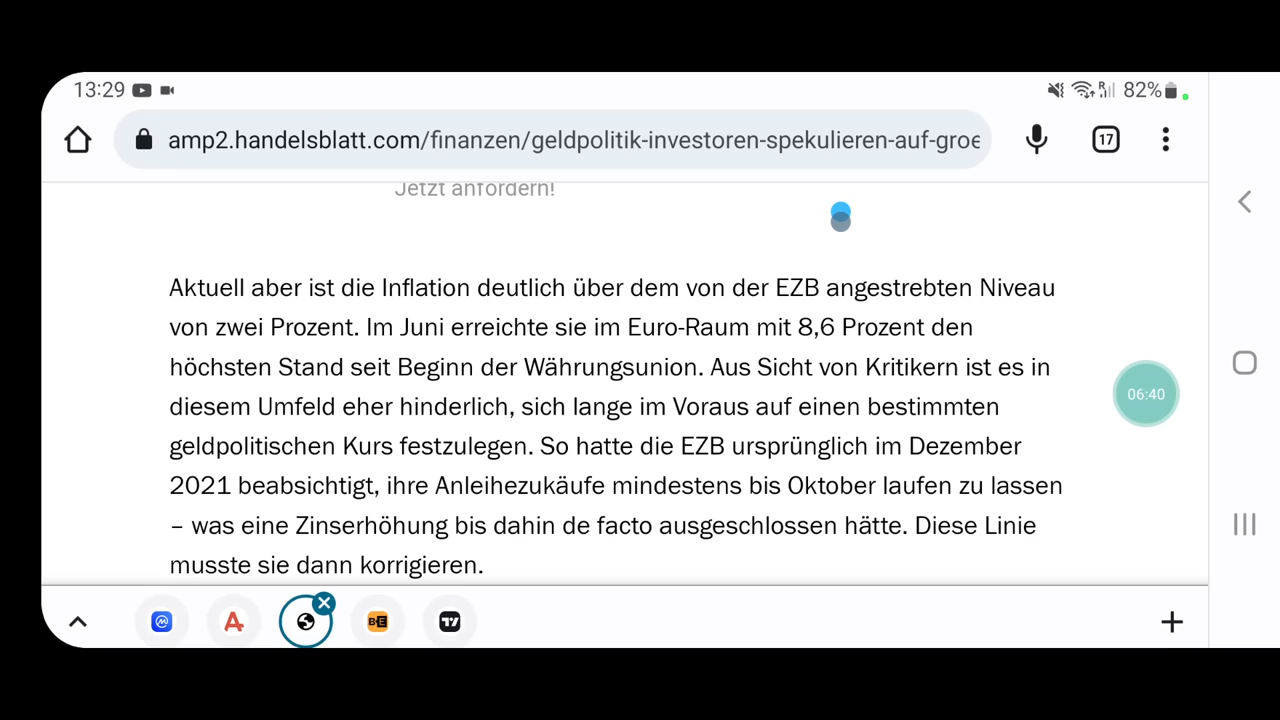 13:29
82%
amp2.handelsblatt.com/finanzen/geldpolitik-investoren-spekulieren-auf-groe
17
Jetzt anfordern!
Aktuell aber ist die Inflation deutlich über dem von der EZB angestrebten Niveau
von zwei Prozent. Im Juni erreichte sie im Euro-Raum mit 8,6 Prozent den
höchsten Stand seit Beginn der Währungsunion. Aus Sicht von Kritikern ist es in
diesem Umfeld eher hinderlich, sich lange im Voraus auf einen bestimmten
geldpolitischen Kurs festzulegen. So hatte die EZB ursprünglich im Dezember
2021 beabsichtigt, ihre Anleihezukäufe mindestens bis Oktober laufen zu lassen
– was eine Zinserhöhung bis dahin de facto ausgeschlossen hätte. Diese Linie
musste sie dann korrigieren.
06:40